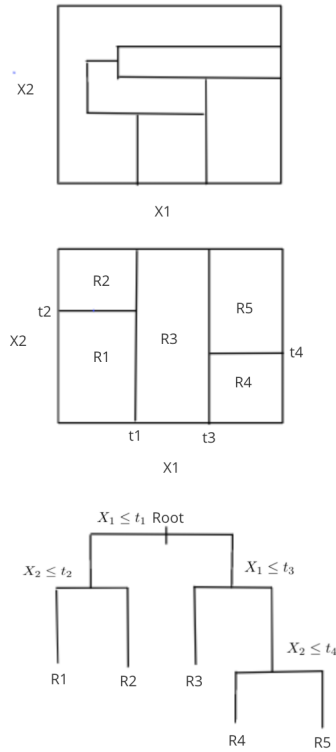 X2
X1
R2
R5
t2
X2
R3
R1
t4
R4
t1
t3
X1
X₁ ≤ t₁ Root
X₂ ≤ t₂
X₁ ≤ t₃
X₂ ≤ t₄
R1
R2
R3
R4
R5